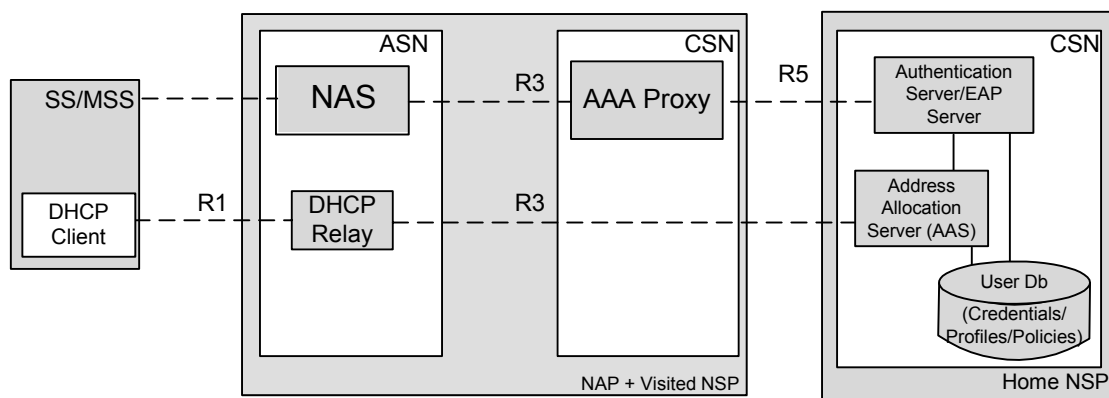 ASN
CSN
CSN
SS/MSS
NAS
R3
AAA Proxy
R5
Authentication
Server/EAP
Server
DHCP
Client
R1
DHCP
Relay
R3
Address
Allocation
Server (AAS)
User Db
(Credentials/
Profiles/Policies)
NAP + Visited NSP
Home NSP